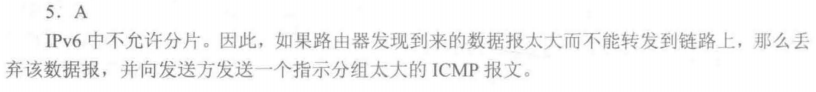 5. A
IPv6 中不允许分片。因此，如果路由器发现到来的数据报太大而不能转发到链路上，那么丢
弃该数据报，并向发送方发送一个指示分组太大的 ICMP 报文。